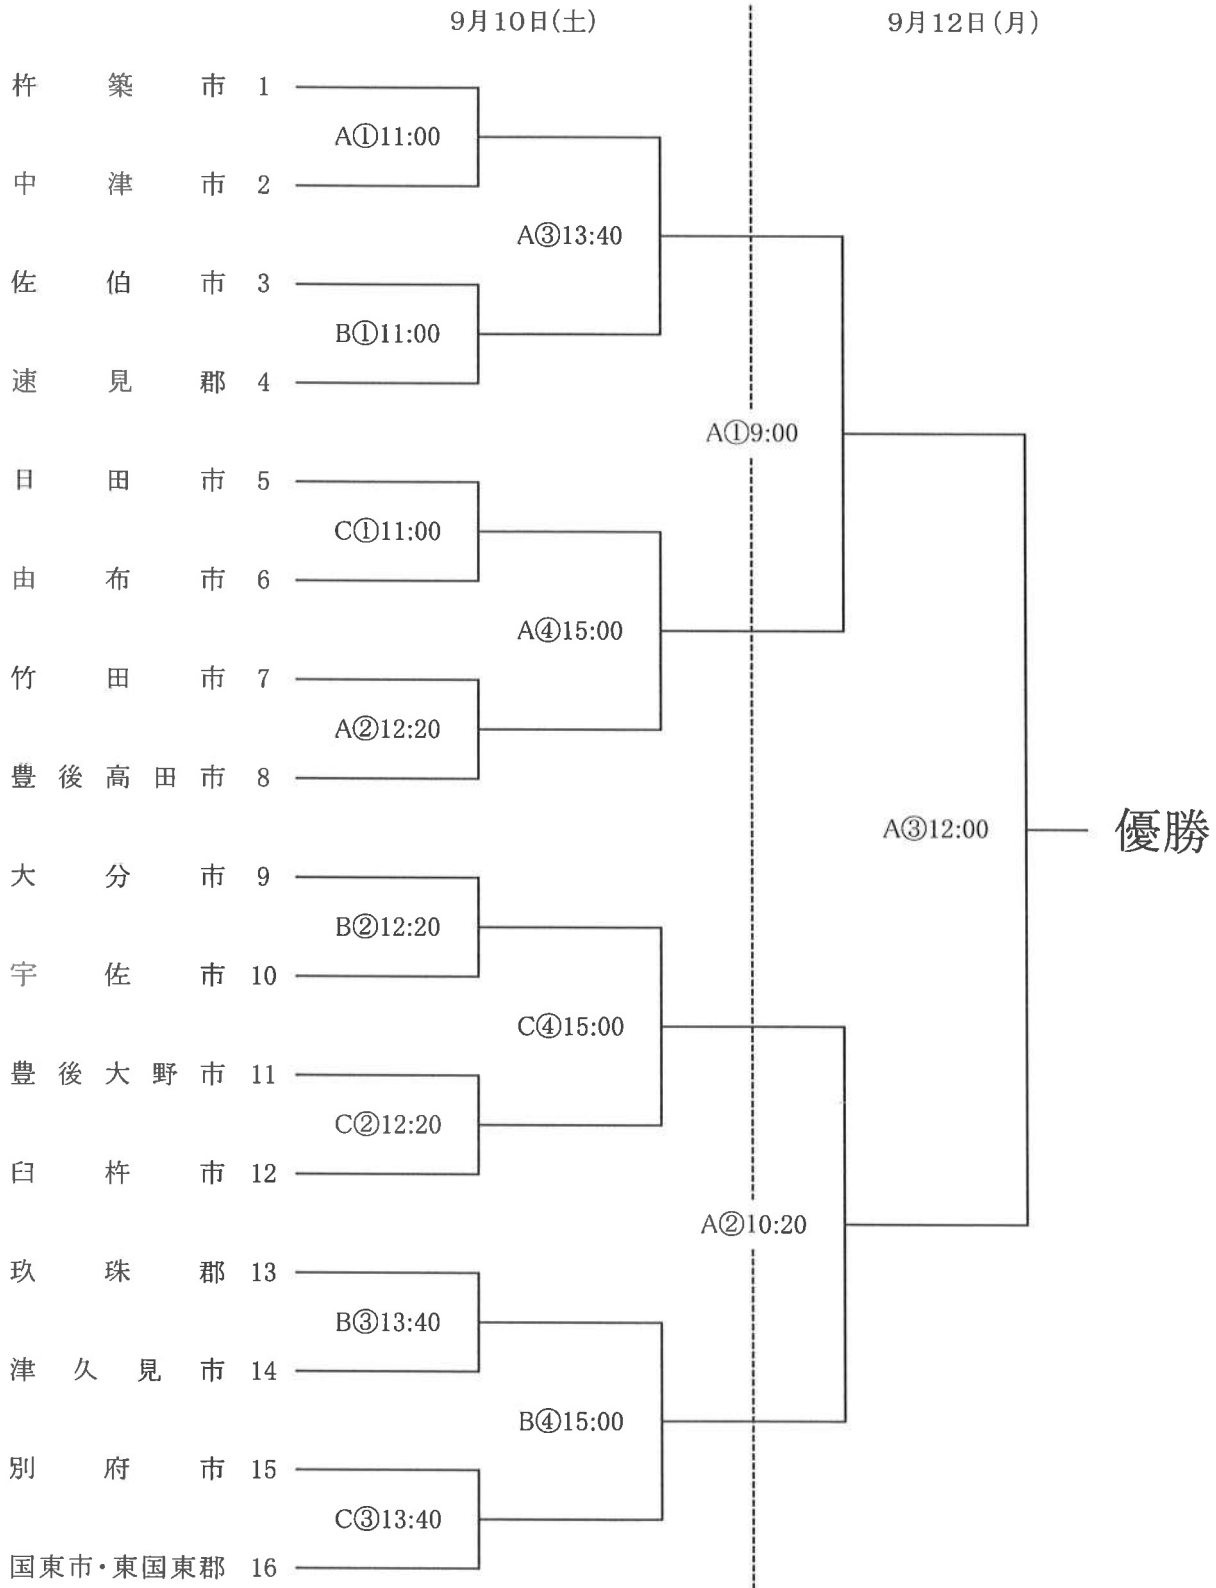 9月10日(土)
9月12日(月)
杵築市 1
A①11:00
中津市 2
A③13:40
佐伯市 3
B①11:00
速見郡 4
A①9:00
日田市 5
C①11:00
由布市 6
A④15:00
竹田市 7
A②12:20
豊後高田市 8
A③12:00
優勝
大分市 9
B②12:20
宇佐市 10
C④15:00
豊後大野市 11
C②12:20
臼杵市 12
A②10:20
玖珠郡 13
B③13:40
津久見市 14
B④15:00
別府市 15
C③13:40
国東市・東国東郡 16